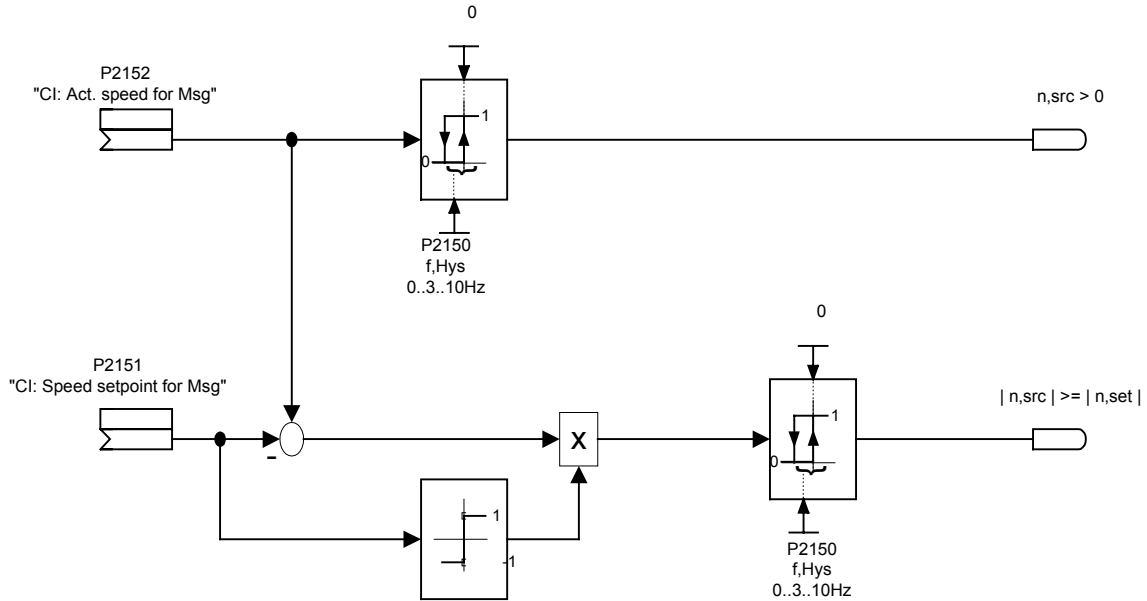 0
P2152
"CI: Act. speed for Msg"
n,src > 0
1
0
P2150
f,Hys
0..3..10Hz
0
P2151
"CI: Speed setpoint for Msg"
| n,src | >= | n,set |
1
-
X
0
1
-1
P2150
f,Hys
0..3..10Hz